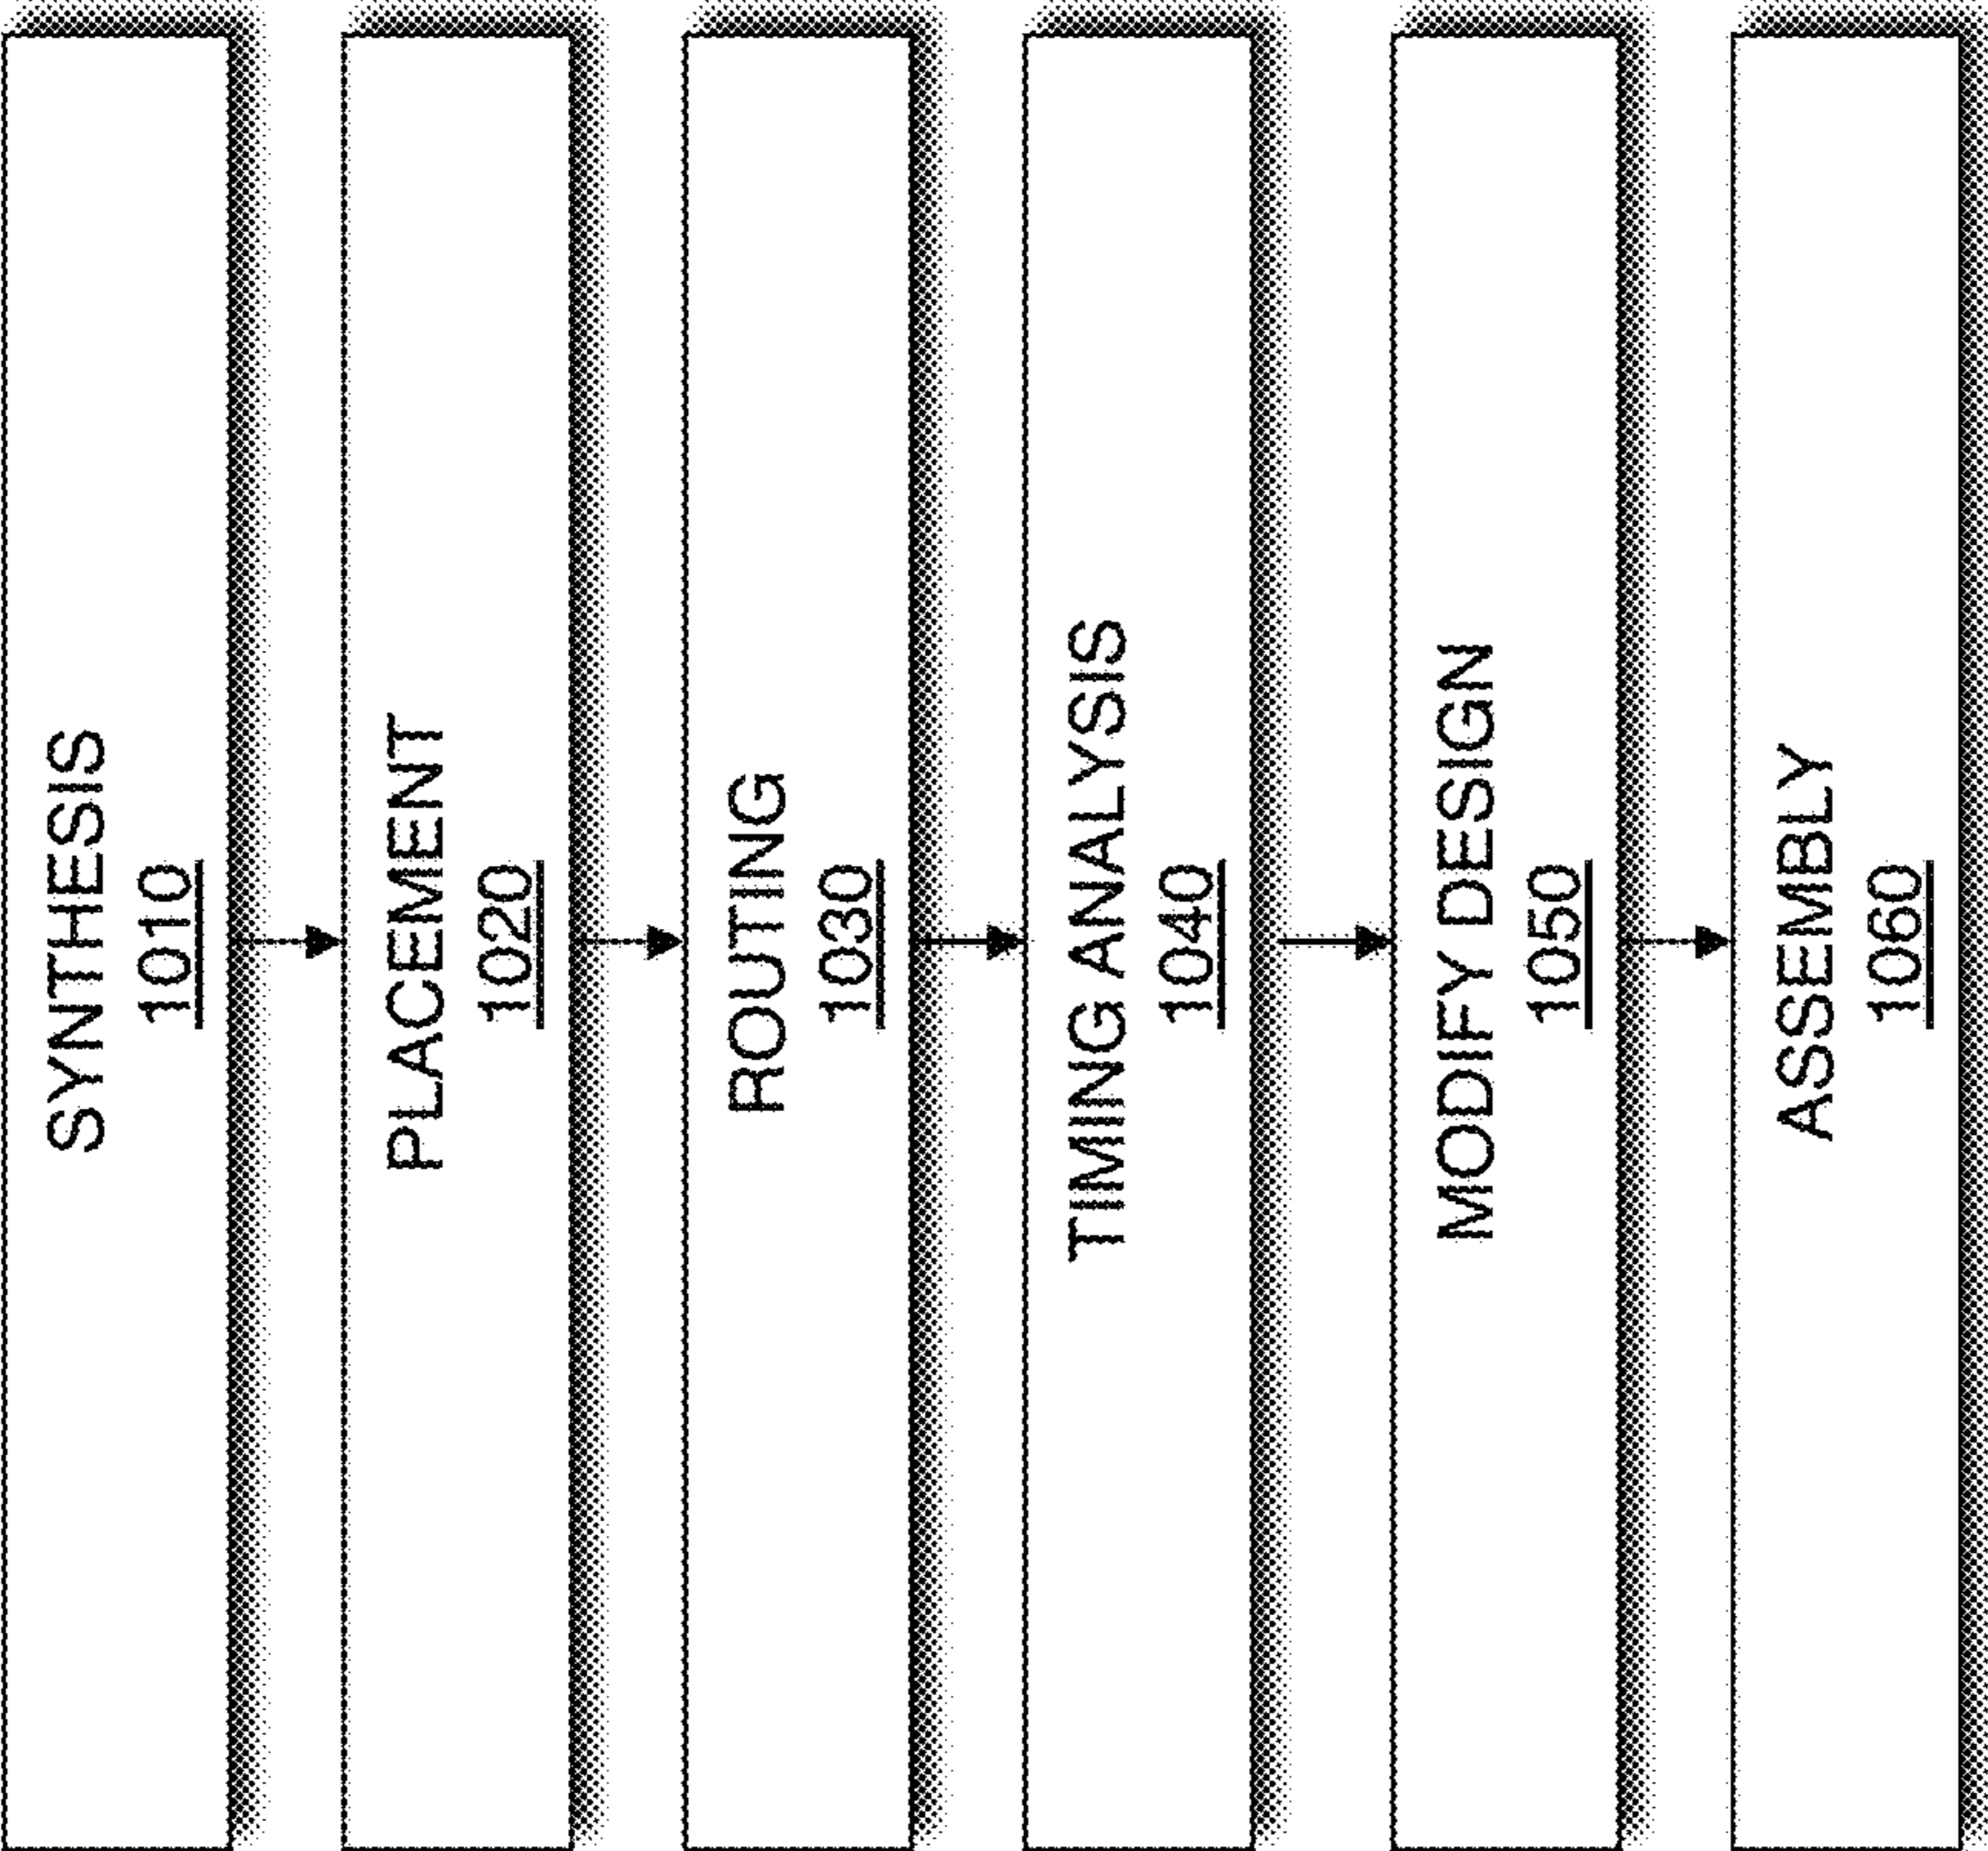 SYNTHESIS
1010
PLACEMENT
1020
ROUTING
1030
TIMING ANALYSIS
1040
MODIFY DESIGN
1050
ASSEMBLY
1060